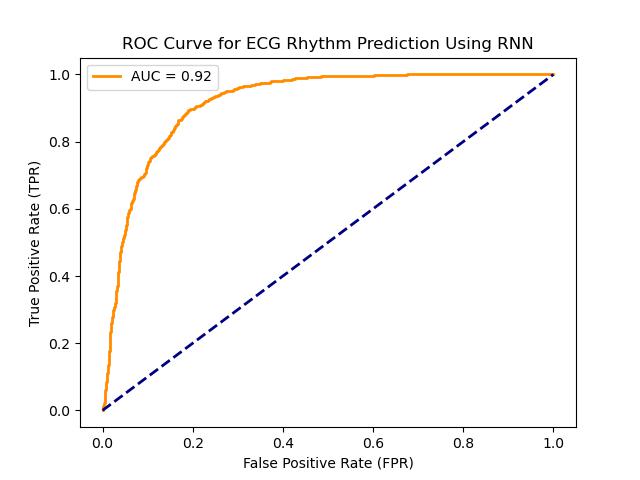 ROC Curve for ECG Rhythm Prediction Using RNN
AUC = 0.92
True Positive Rate (TPR)
1.0
0.8
0.6
0.4
0.2
0.0
0.0 0.2 0.4 0.6 0.8 1.0
False Positive Rate (FPR)